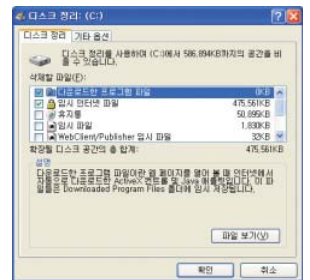 디스크 정리: (C:)
디스크 정리 기타 옵션
디스크 정리를 사용하여 (C:)에서 586,894KB까지의 공간을 비
울 수 있습니다.
삭제할 파일(F):
다운로드한 프로그램 파일 0KB
임시 인터넷 파일 475,561KB
휴지통 50,895KB
임시 파일 1,830KB
WebClient/Publisher 임시 파일 32KB
확장될 디스크 공간의 총 합계: 475,561KB
설명
다운로드한 프로그램 파일이란 웹 페이지를 열어 볼 때 인터넷에서
자동으로 다운로드한 ActiveX 컨트롤 및 Java 애플릿입니다. 이 파
일들은 Downloaded Program Files 폴더에 임시 저장됩니다.
파일 보기(V)
확인 취소